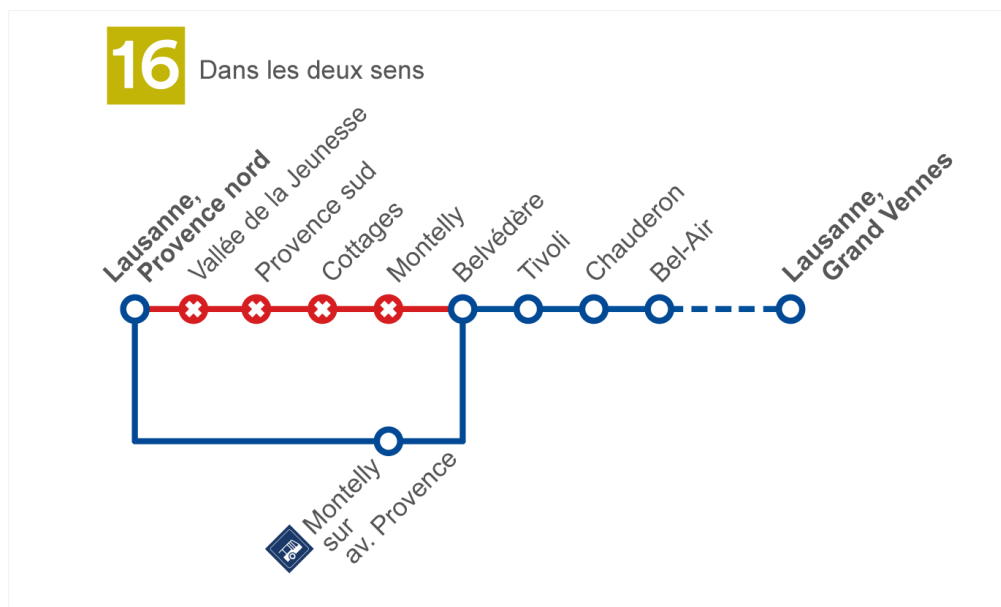 16
Dans les deux sens
Lausanne,
Provence nord
Vallée de la Jeunesse
Provence sud
Cottages
Montelly
Belvédère
Tivoli
Chauderon
Bel-Air
Lausanne,
Grand Vennes
Montelly
sur
av. Provence